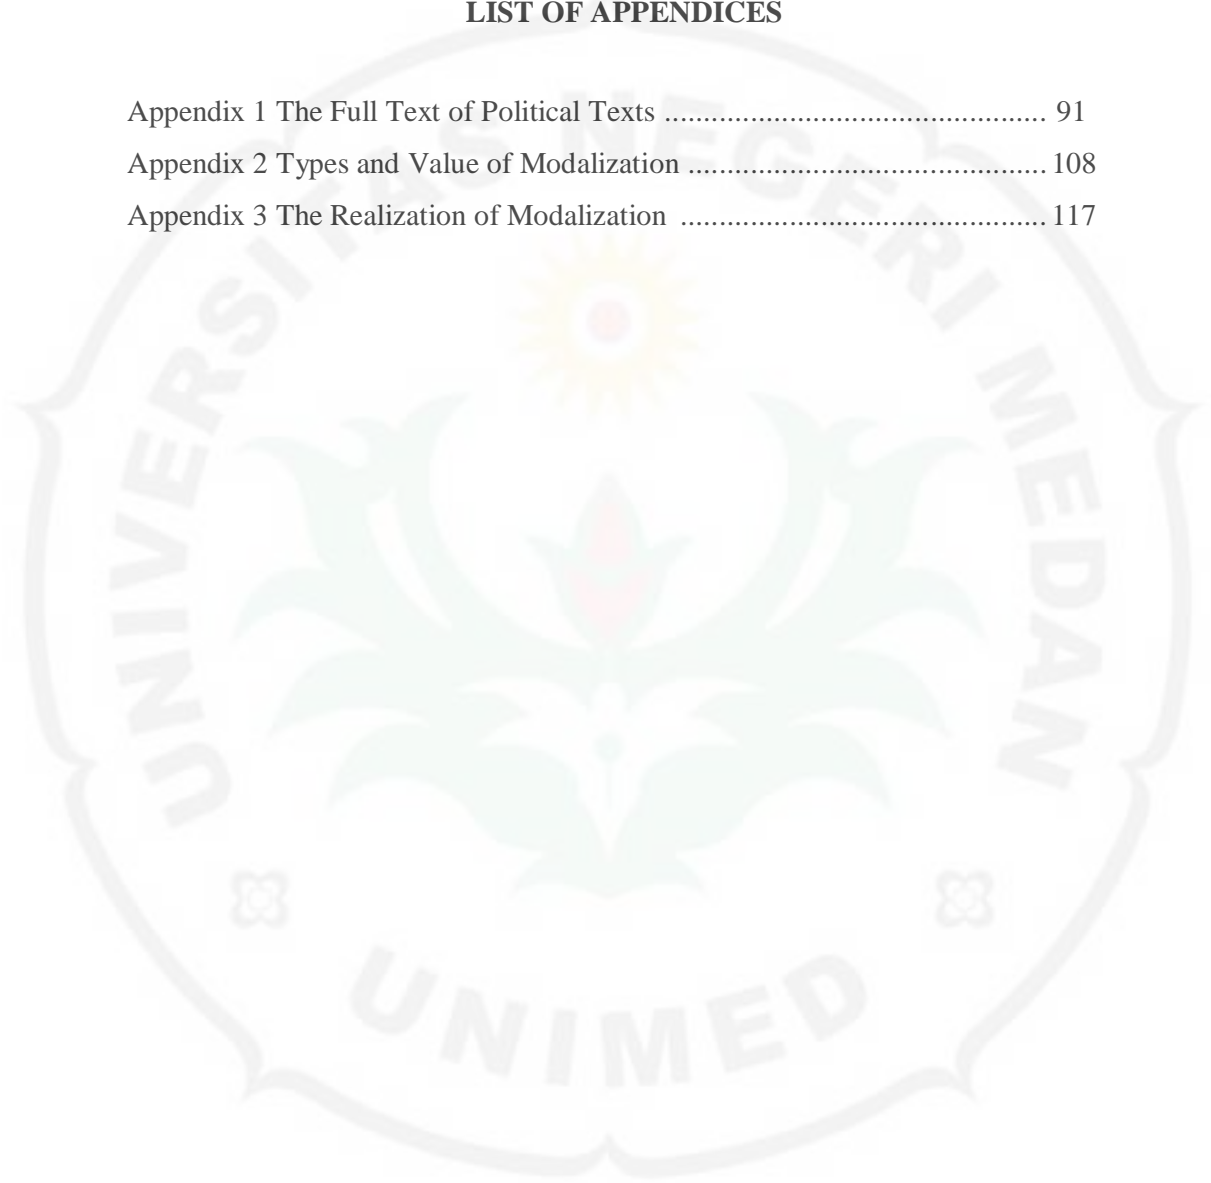 LIST OF APPENDICES
Appendix 1 The Full Text of Political Texts ............................................... 91
Appendix 2 Types and Value of Modalization ............................................ 108
Appendix 3 The Realization of Modalization ............................................. 117
UNIVERSITAS NEGERI MEDAN
UNIMED